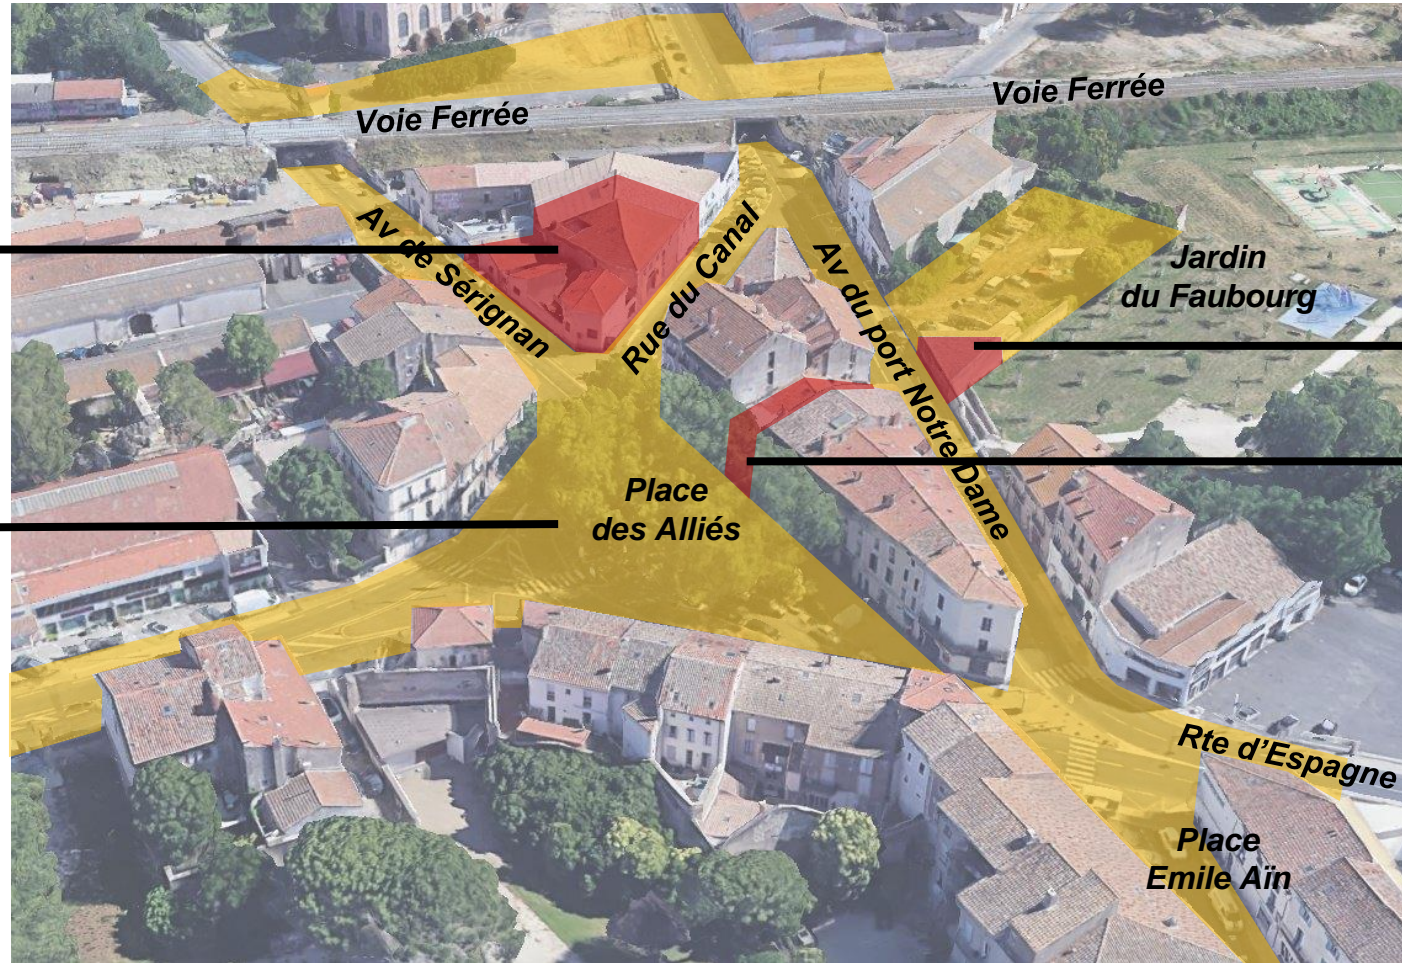 Voie Ferrée
Voie Ferrée
Av de Sérignan
Rue du Canal
Av du port Notre Dame
Jardin
du Faubourg
Place
des Alliés
Rte d'Espagne
Place
Emile Aïn